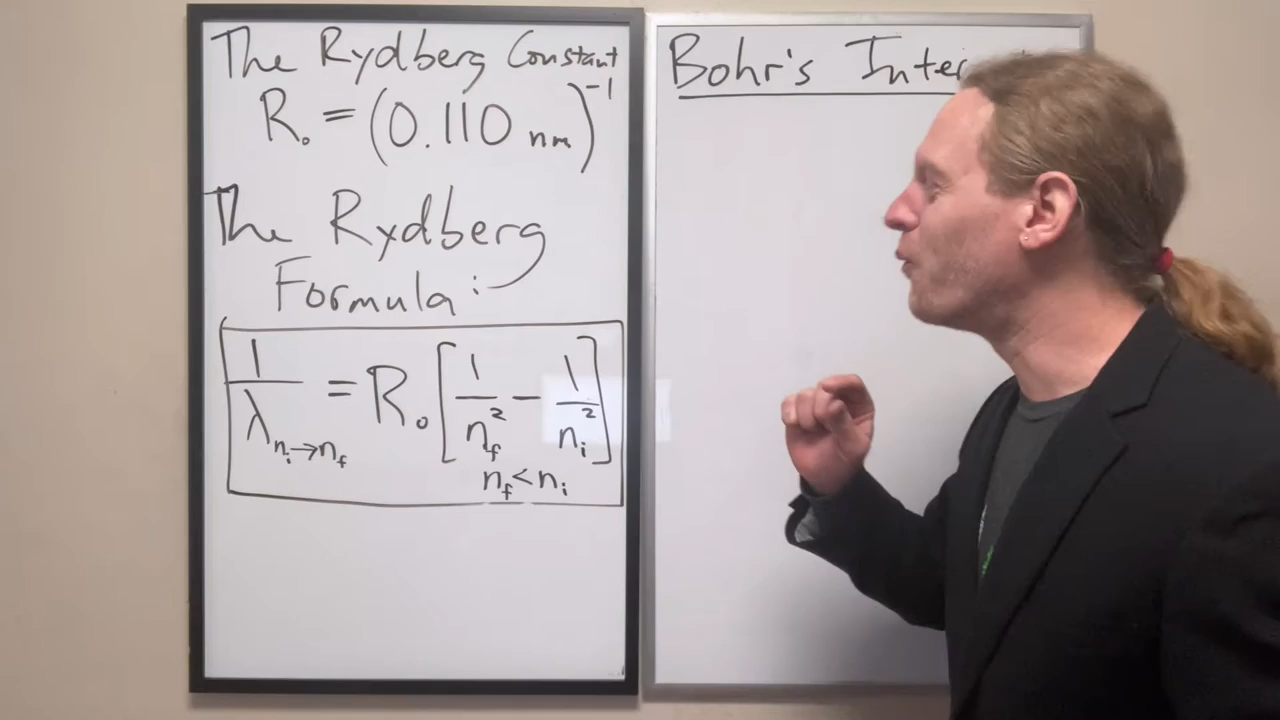 The Rydberg Constant
R₀ = (0.110 nm)⁻¹
The Rydberg
Formula:
1/λ_{nᵢ→n_f} = R₀ [1/n_f² − 1/nᵢ²]
n_f < nᵢ
Bohr's